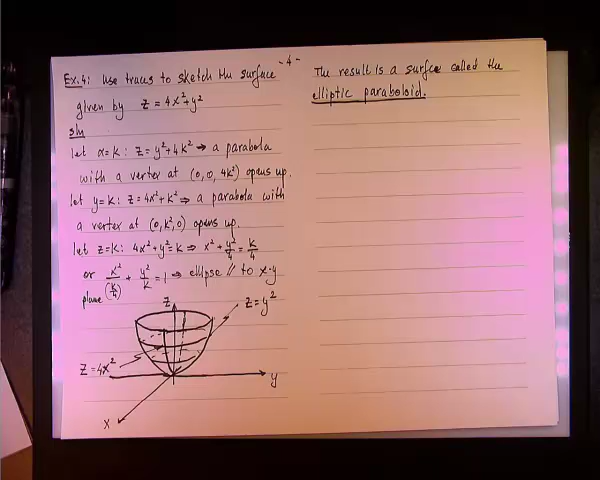 -4-
Ex.4: Use traces to sketch the surface
given by z = 4x²+y²
Sln
let x=k: z=y²+4k² → a parabola
with a vertex at (0,0,4k²) opens up.
let y=k: z=4x²+k² ⇒ a parabola with
a vertex at (0,k²,0) opens up.
let z=k: 4x²+y²=k ⇒ x²+y²/4=k/4
or x²/(k/4) + y²/k =1 ⇒ ellipse // to x-y
plane
z
z=y²
z=4x²
y
x
The result is a surface called the
elliptic paraboloid.